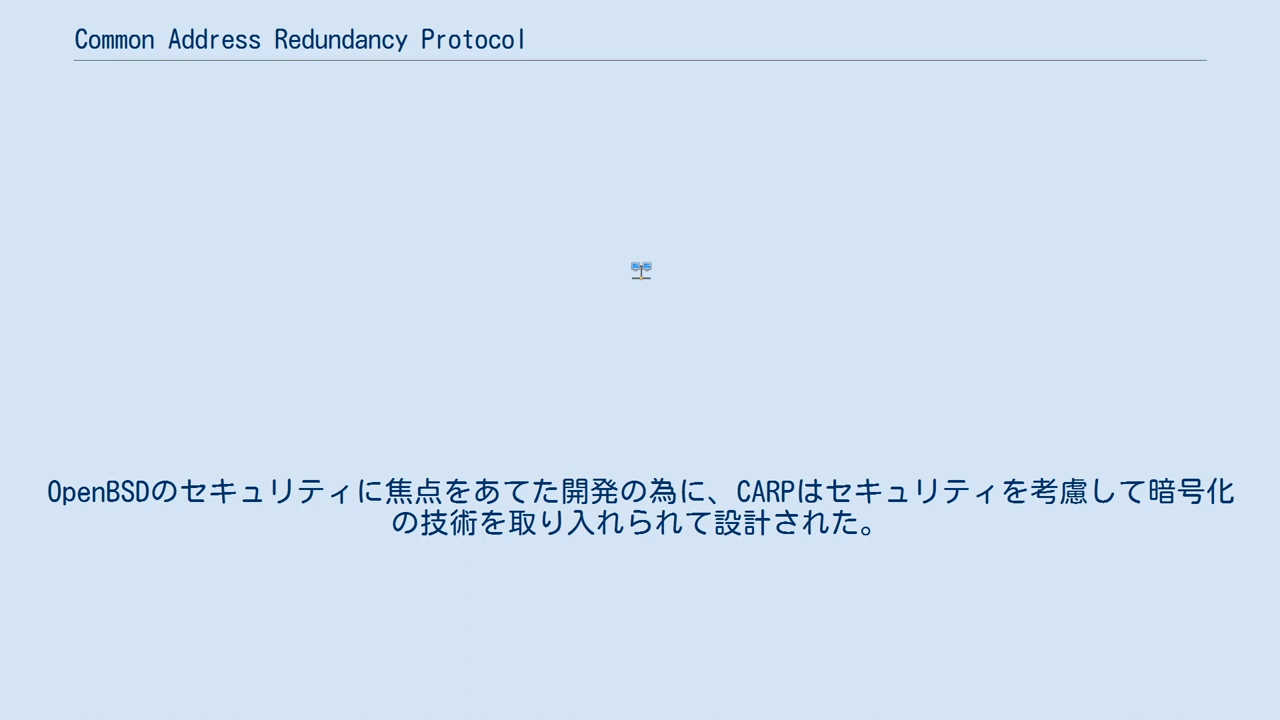 Common Address Redundancy Protocol
OpenBSDのセキュリティに焦点をあてた開発の為に、CARPはセキュリティを考慮して暗号化
の技術を取り入れられて設計された。